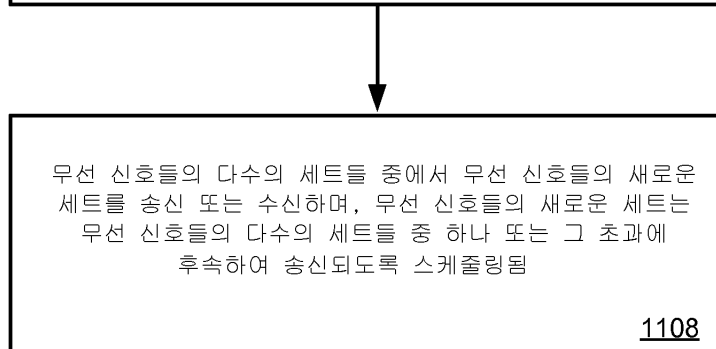 무선 신호들의 다수의 세트들 중에서 무선 신호들의 새로운
세트를 송신 또는 수신하며, 무선 신호들의 새로운 세트는
무선 신호들의 다수의 세트들 중 하나 또는 그 초과에
후속하여 송신되도록 스케줄링됨
1108